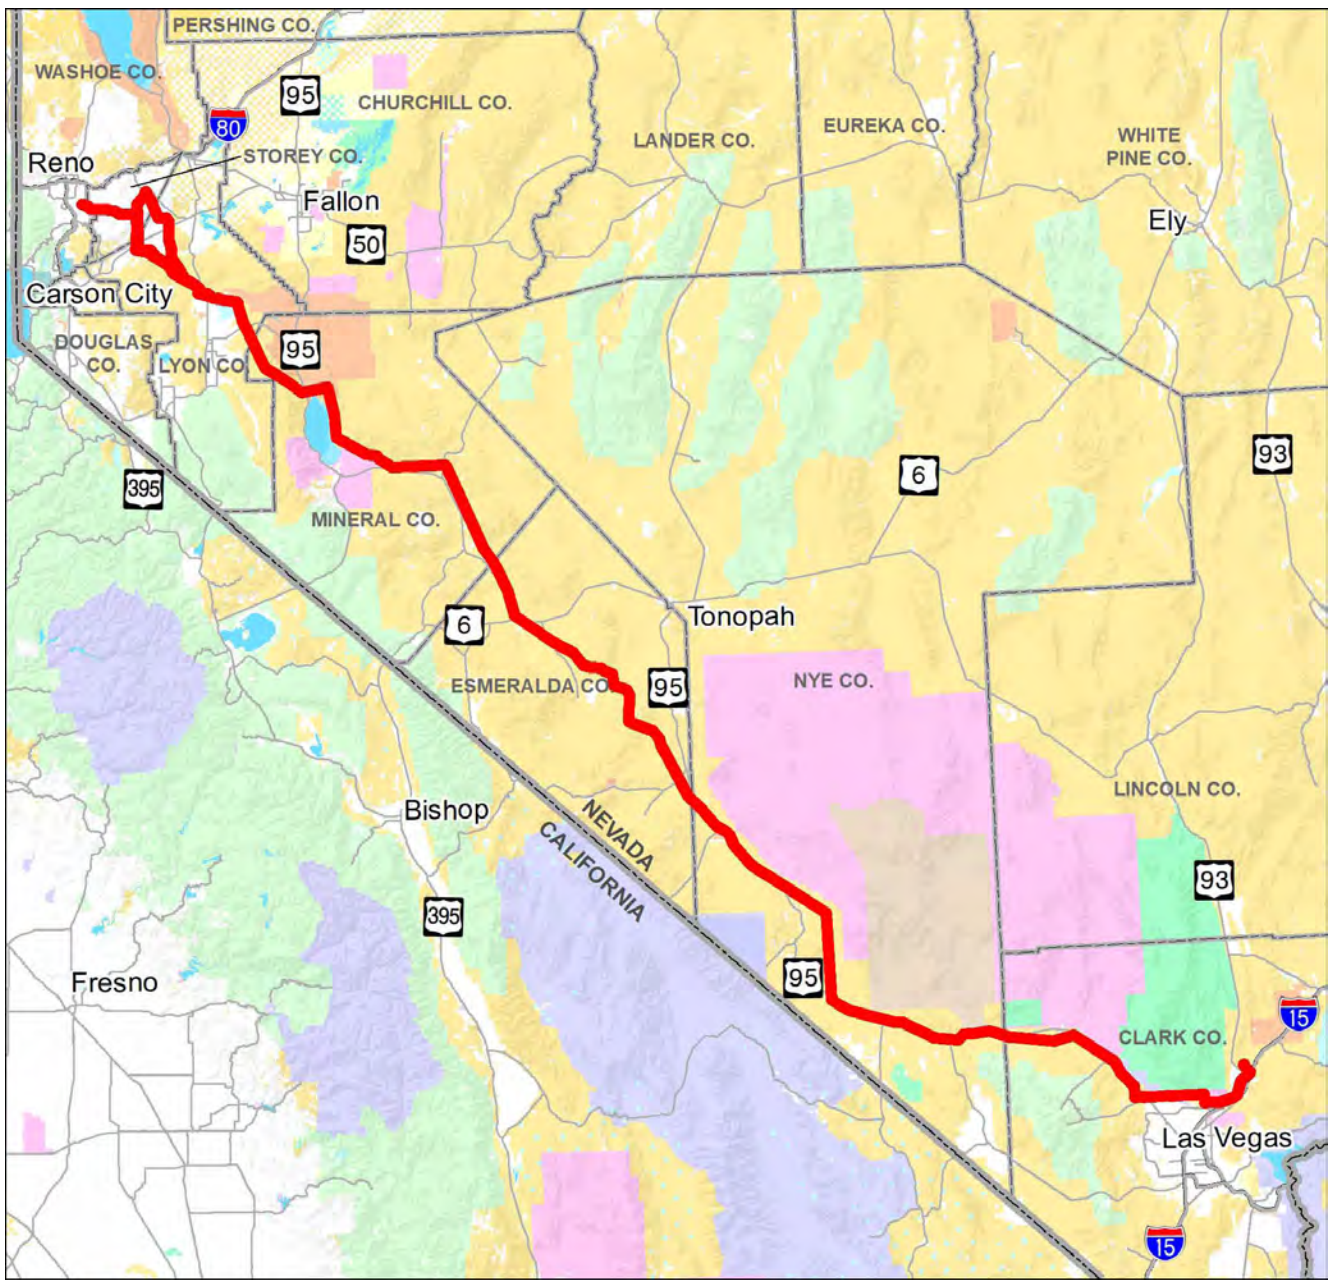 PERSHING CO.
WASHOE CO.
95
CHURCHILL CO.
80
LANDER CO.
EUREKA CO.
WHITE
PINE CO.
Reno
STOREY CO.
Fallon
50
Ely
Carson City
DOUGLAS
CO.
LYON CO.
95
93
395
6
MINERAL CO.
6
Tonopah
ESMERALDA CO.
95
NYE CO.
LINCOLN CO.
Bishop
NEVADA
CALIFORNIA
93
395
Fresno
95
15
CLARK CO.
Las Vegas
15